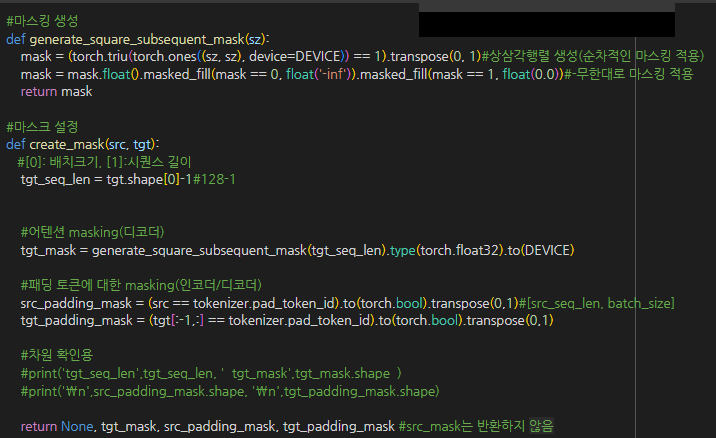 #마스킹 생성
def generate_square_subsequent_mask(sz):
    mask = (torch.triu(torch.ones((sz, sz), device=DEVICE)) == 1).transpose(0, 1)#상삼각행렬 생성(순차적인 마스킹 적용)
    mask = mask.float().masked_fill(mask == 0, float('-inf')).masked_fill(mask == 1, float(0.0))#-무한대로 마스킹 적용
    return mask
#마스크 설정
def create_mask(src, tgt):
    #[0]: 배치크기, [1]:시퀀스 길이
    tgt_seq_len = tgt.shape[0]-1#128-1
    #어텐션 masking(디코더)
    tgt_mask = generate_square_subsequent_mask(tgt_seq_len).type(torch.float32).to(DEVICE)
    #패딩 토큰에 대한 masking(인코더/디코더)
    src_padding_mask = (src == tokenizer.pad_token_id).to(torch.bool).transpose(0,1)#[src_seq_len, batch_size]
    tgt_padding_mask = (tgt[:-1,:] == tokenizer.pad_token_id).to(torch.bool).transpose(0,1)
    #차원 확인용
    #print('tgt_seq_len',tgt_seq_len, '  tgt_mask',tgt_mask.shape  )
    #print('₩n',src_padding_mask.shape, '₩n',tgt_padding_mask.shape)
    return None, tgt_mask, src_padding_mask, tgt_padding_mask #src_mask는 반환하지 않음